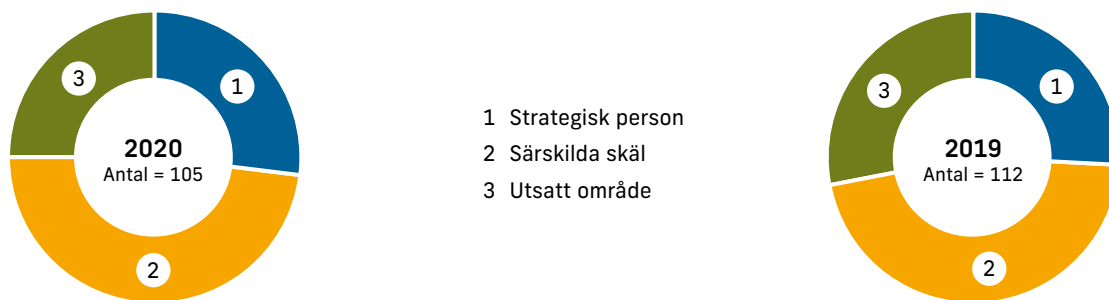 3
1
2020
Antal = 105
2
1 Strategisk person
2 Särskilda skäl
3 Utsatt område
3
1
2019
Antal = 112
2